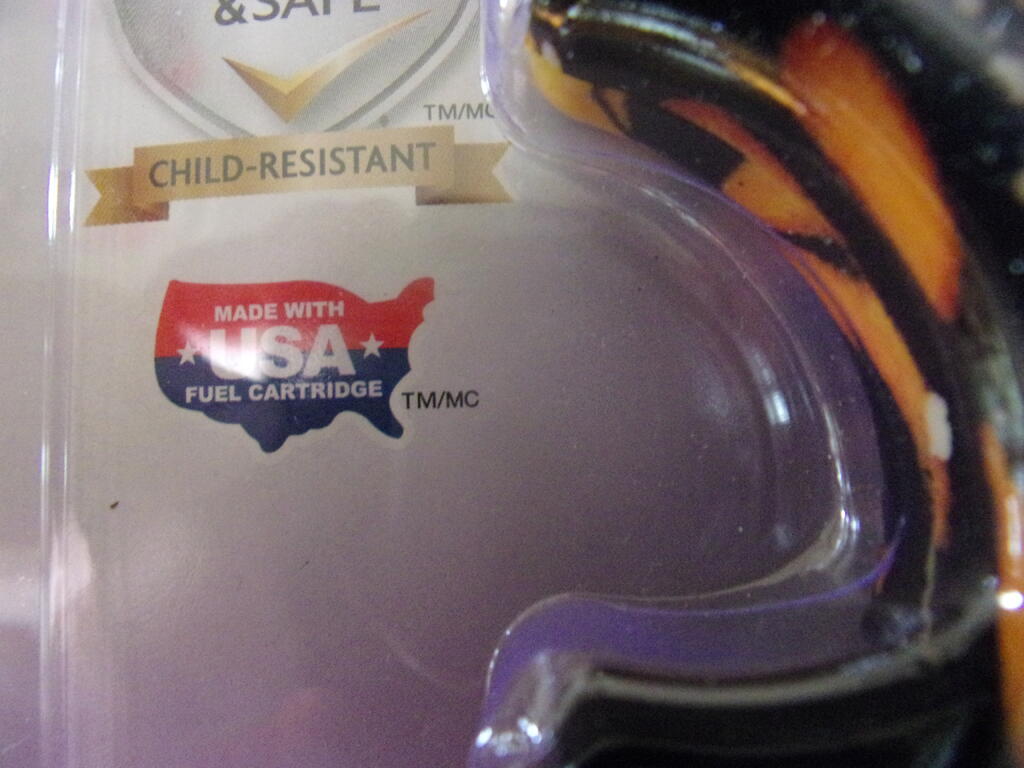 &SAFE
TM/MC
CHILD-RESISTANT
MADE WITH
USA
FUEL CARTRIDGE
TM/MC